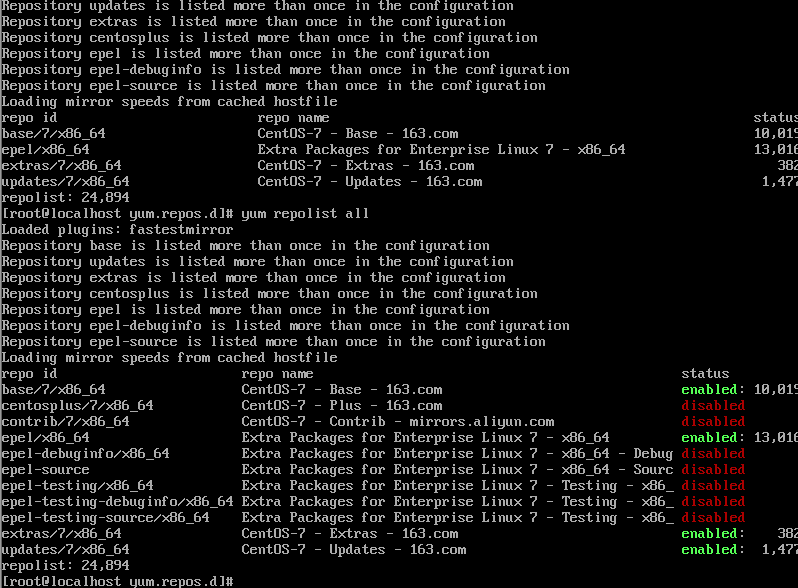 Repository updates is listed more than once in the configuration
Repository extras is listed more than once in the configuration
Repository centosplus is listed more than once in the configuration
Repository epel is listed more than once in the configuration
Repository epel-debuginfo is listed more than once in the configuration
Repository epel-source is listed more than once in the configuration
Loading mirror speeds from cached hostfile
repo id repo name status
base/7/x86_64 CentOS-7 - Base - 163.com 10,019
epel/x86_64 Extra Packages for Enterprise Linux 7 - x86_64 13,016
extras/7/x86_64 CentOS-7 - Extras - 163.com 382
updates/7/x86_64 CentOS-7 - Updates - 163.com 1,477
repolist: 24,894
[root@localhost yum.repos.d]# yum repolist all
Loaded plugins: fastestmirror
Repository base is listed more than once in the configuration
Repository updates is listed more than once in the configuration
Repository extras is listed more than once in the configuration
Repository centosplus is listed more than once in the configuration
Repository epel is listed more than once in the configuration
Repository epel-debuginfo is listed more than once in the configuration
Repository epel-source is listed more than once in the configuration
Loading mirror speeds from cached hostfile
repo id repo name status
base/7/x86_64 CentOS-7 - Base - 163.com enabled: 10,019
centosplus/7/x86_64 CentOS-7 - Plus - 163.com disabled
contrib/7/x86_64 CentOS-7 - Contrib - mirrors.aliyun.com disabled
epel/x86_64 Extra Packages for Enterprise Linux 7 - x86_64 enabled: 13,016
epel-debuginfo/x86_64 Extra Packages for Enterprise Linux 7 - x86_64 - Debug disabled
epel-source Extra Packages for Enterprise Linux 7 - x86_64 - Sourc disabled
epel-testing/x86_64 Extra Packages for Enterprise Linux 7 - Testing - x86_ disabled
epel-testing-debuginfo/x86_64 Extra Packages for Enterprise Linux 7 - Testing - x86_ disabled
epel-testing-source/x86_64 Extra Packages for Enterprise Linux 7 - Testing - x86_ disabled
extras/7/x86_64 CentOS-7 - Extras - 163.com enabled: 382
updates/7/x86_64 CentOS-7 - Updates - 163.com enabled: 1,477
repolist: 24,894
[root@localhost yum.repos.d]#